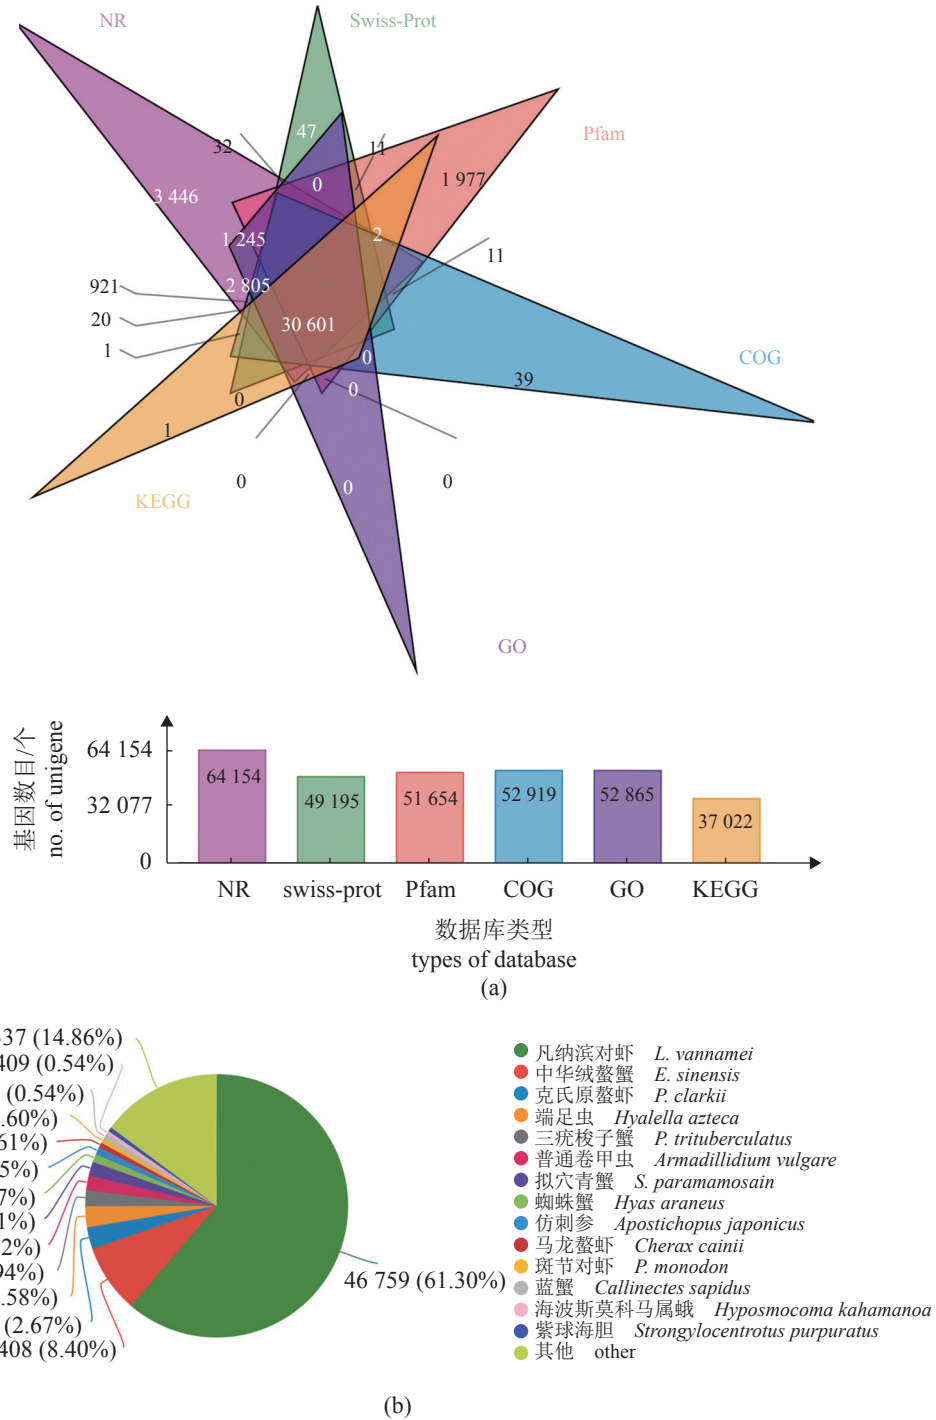 NR
Swiss-Prot
Pfam
47
32
11
0
1 977
3 446
1 245
2
11
2 805
921
20
30 601
1
0
COG
39
0
0
1
0
0
KEGG
0
GO
基因数目/个
no. of unigene
64 154
32 077
0
64 154
49 195
51 654
52 919
52 865
37 022
NR swiss-prot Pfam COG GO KEGG
数据库类型
types of database
(a)
37 (14.86%)
409 (0.54%)
(0.54%)
.60%)
61%)
5%)
7%)
1%)
2%)
94%)
.58%)
(2.67%)
408 (8.40%)
46 759 (61.30%)
凡纳滨对虾 L. vannamei
中华绒螯蟹 E. sinensis
克氏原螯虾 P. clarkii
端足虫 Hyalella azteca
三疣梭子蟹 P. trituberculatus
普通卷甲虫 Armadillidium vulgare
拟穴青蟹 S. paramamosain
蜘蛛蟹 Hyas araneus
仿刺参 Apostichopus japonicus
马龙螯虾 Cherax cainii
斑节对虾 P. monodon
蓝蟹 Callinectes sapidus
海波斯莫科马属蛾 Hyposmocoma kahamanoa
紫球海胆 Strongylocentrotus purpuratus
其他 other
(b)